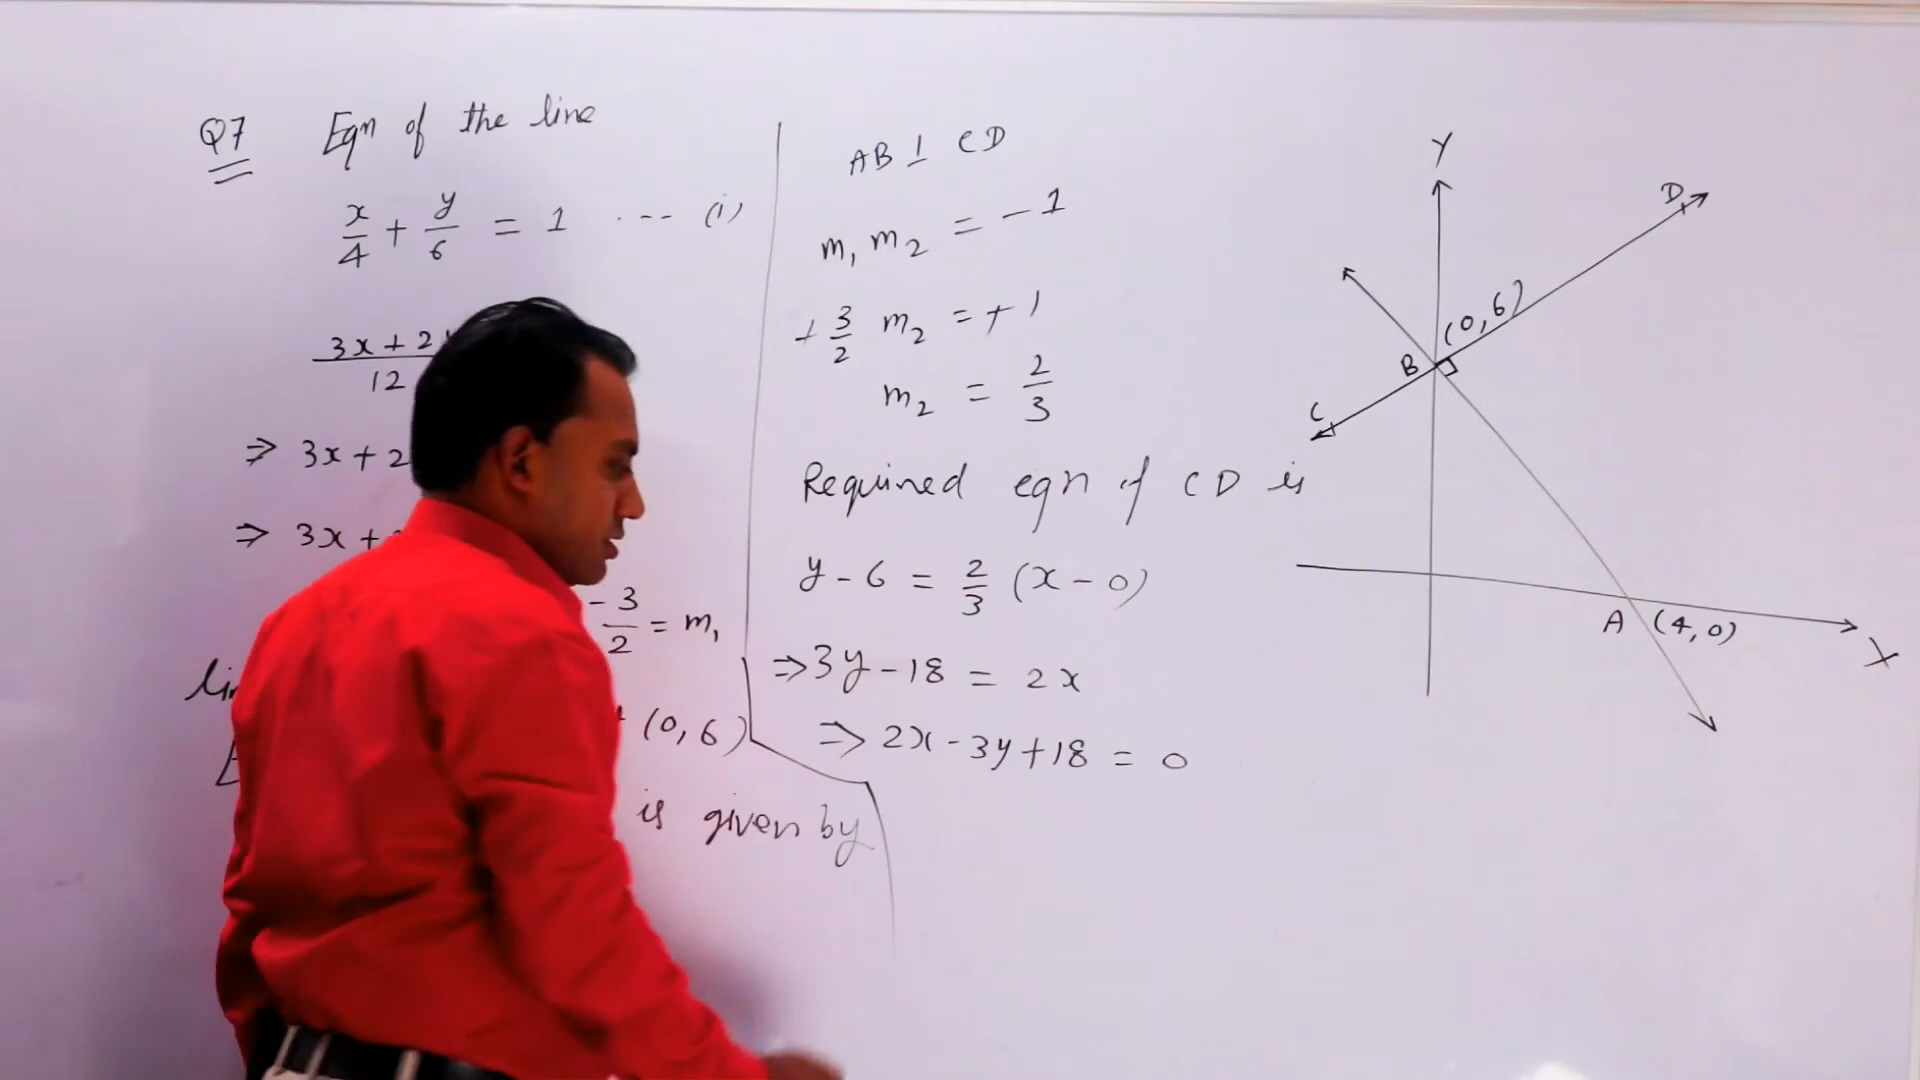 Q7 Eqn of the line
x/4 + y/6 = 1 --- (i)
3x + 2
12
⇒ 3x + 2
⇒ 3x +
-3/2 = m₁
(0, 6)
is given by
AB ⊥ CD
m₁ m₂ = -1
+ 3/2 m₂ = + 1
m₂ = 2/3
Required eqn of CD is
y - 6 = 2/3 (x - 0)
⇒ 3y - 18 = 2x
⇒ 2x - 3y + 18 = 0
Y
D
(0, 6)
B
C
A (4, 0)
X